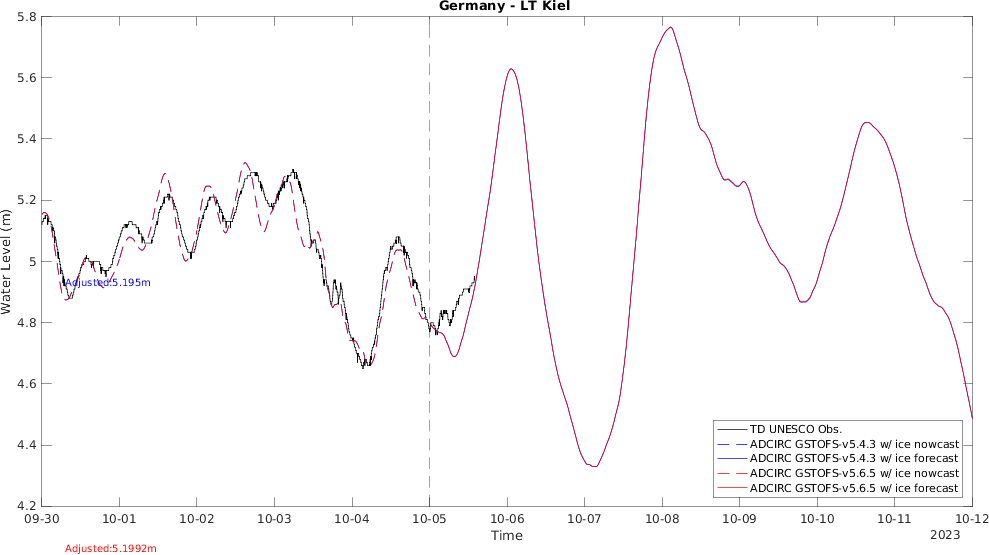 Germany - LT Kiel
5.8
5.6
5.4
5.2
5
4.8
4.6
4.4
4.2
Water Level (m)
Adjusted:5.195m
TD UNESCO Obs.
ADCIRC GSTOFS-v5.4.3 w/ ice nowcast
ADCIRC GSTOFS-v5.4.3 w/ ice forecast
ADCIRC GSTOFS-v5.6.5 w/ ice nowcast
ADCIRC GSTOFS-v5.6.5 w/ ice forecast
09-30 10-01 10-02 10-03 10-04 10-05 10-06 10-07 10-08 10-09 10-10 10-11 10-12
Time
2023
Adjusted:5.1992m